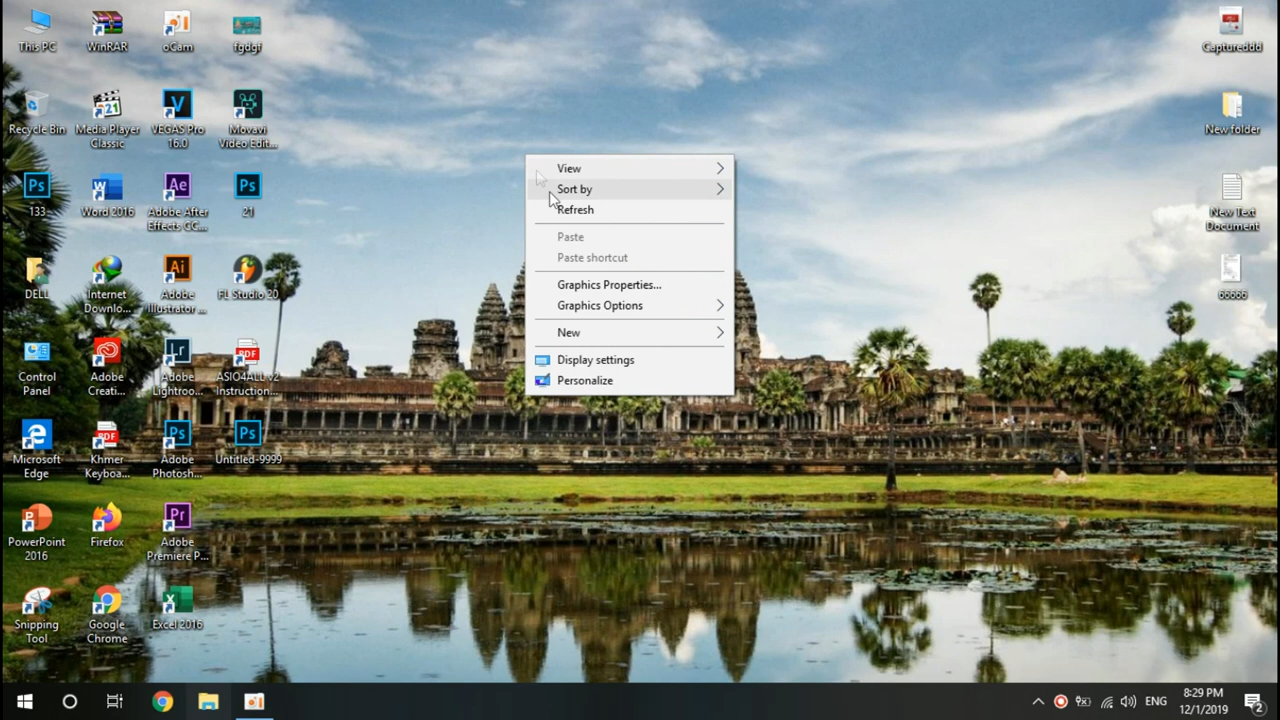 This PC
WinRAR
oCam
fgdgf
Recycle Bin
Media Player
Classic
VEGAS Pro
16.0
Movavi
Video Edit...
133
Word 2016
Adobe After
Effects CC...
21
DELL
Internet
Downlo...
Adobe
Illustrator ...
FL Studio 20
Control
Panel
Adobe
Creati...
Adobe
Lightroo...
ASIO4ALL v2
Instruction...
Microsoft
Edge
Khmer
Keyboa...
Adobe
Photosh...
Untitled-9999
PowerPoint
2016
Firefox
Adobe
Premiere P...
Snipping
Tool
Google
Chrome
Excel 2016
View
Sort by
Refresh
Paste
Paste shortcut
Graphics Properties...
Graphics Options
New
Display settings
Personalize
Captureddd
New folder
New Text
Document
66666
ENG
8:29 PM
12/1/2019
2